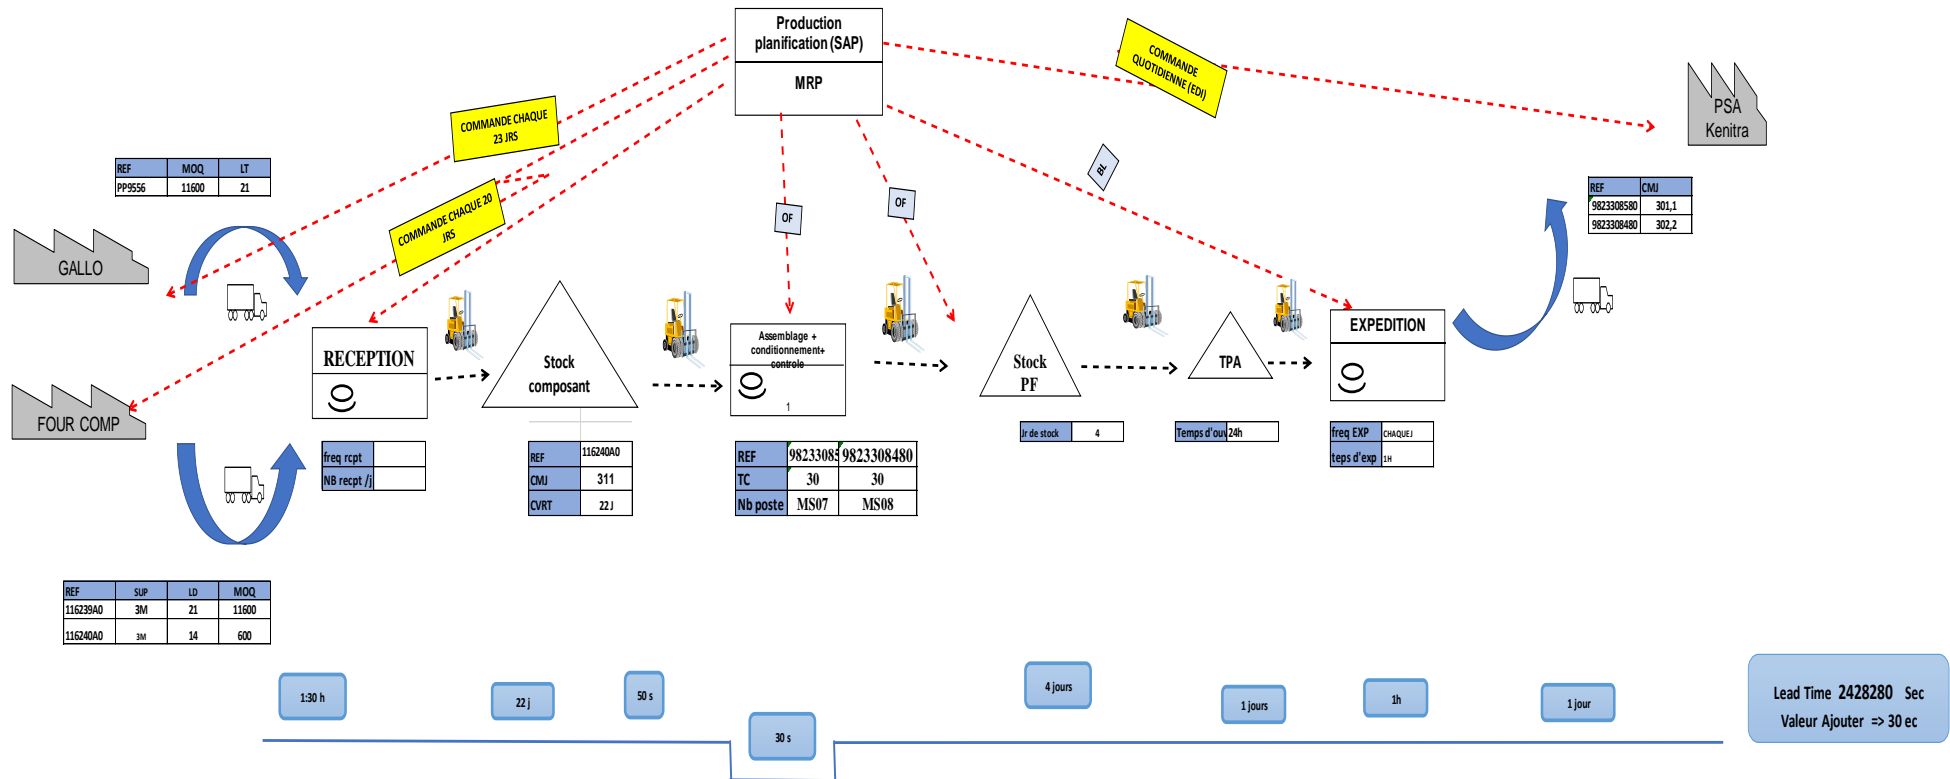 Production
planification (SAP)
MRP
COMMANDE
QUOTIDIENNE (EDI)
PSA
Kenitra
COMMANDE CHAQUE
23 JRS
REF MOQ LT
PP9556 11600 21
COMMANDE CHAQUE 20
JRS
BL
OF
OF
REF CMJ
9823308580 301,1
9823308480 302,2
GALLO
FOUR COMP
RECEPTION
Stock
composant
Assemblage +
conditionnement+
controle
1
Stock
PF
TPA
EXPEDITION
freq rcpt
NB recpt /j
REF 116240A0
CMJ 311
CVRT 22 J
REF 98233085 9823308480
TC 30 30
Nb poste MS07 MS08
Jr de stock 4
Temps d'ouv 24h
freq EXP CHAQUE J
teps d'exp 1H
REF SUP LD MOQ
116239A0 3M 21 11600
116240A0 3M 14 600
1:30 h
22 j
50 s
30 s
4 jours
1 jours
1h
1 jour
Lead Time 2428280 Sec
Valeur Ajouter => 30 ec